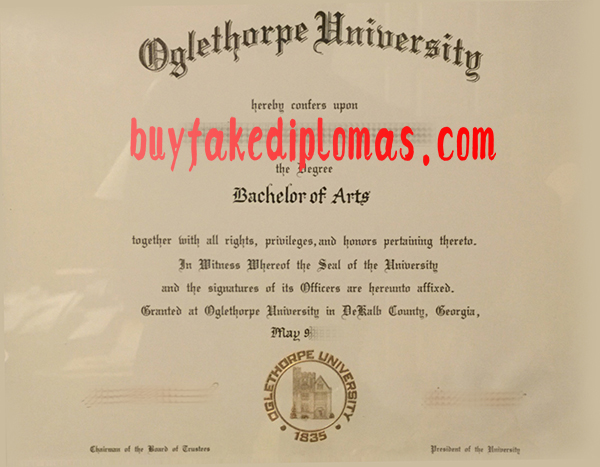 Oglethorpe University
hereby confers upon
buyfakediplomas.com
the Degree
Bachelor of Arts
together with all rights, privileges, and honors pertaining thereto.
In Witness Whereof the Seal of the University
and the signatures of its Officers are hereunto affixed.
Granted at Oglethorpe University in DeKalb County, Georgia,
May 9
OGLETHORPE UNIVERSITY
1835
Chairman of the Board of Trustees
President of the University